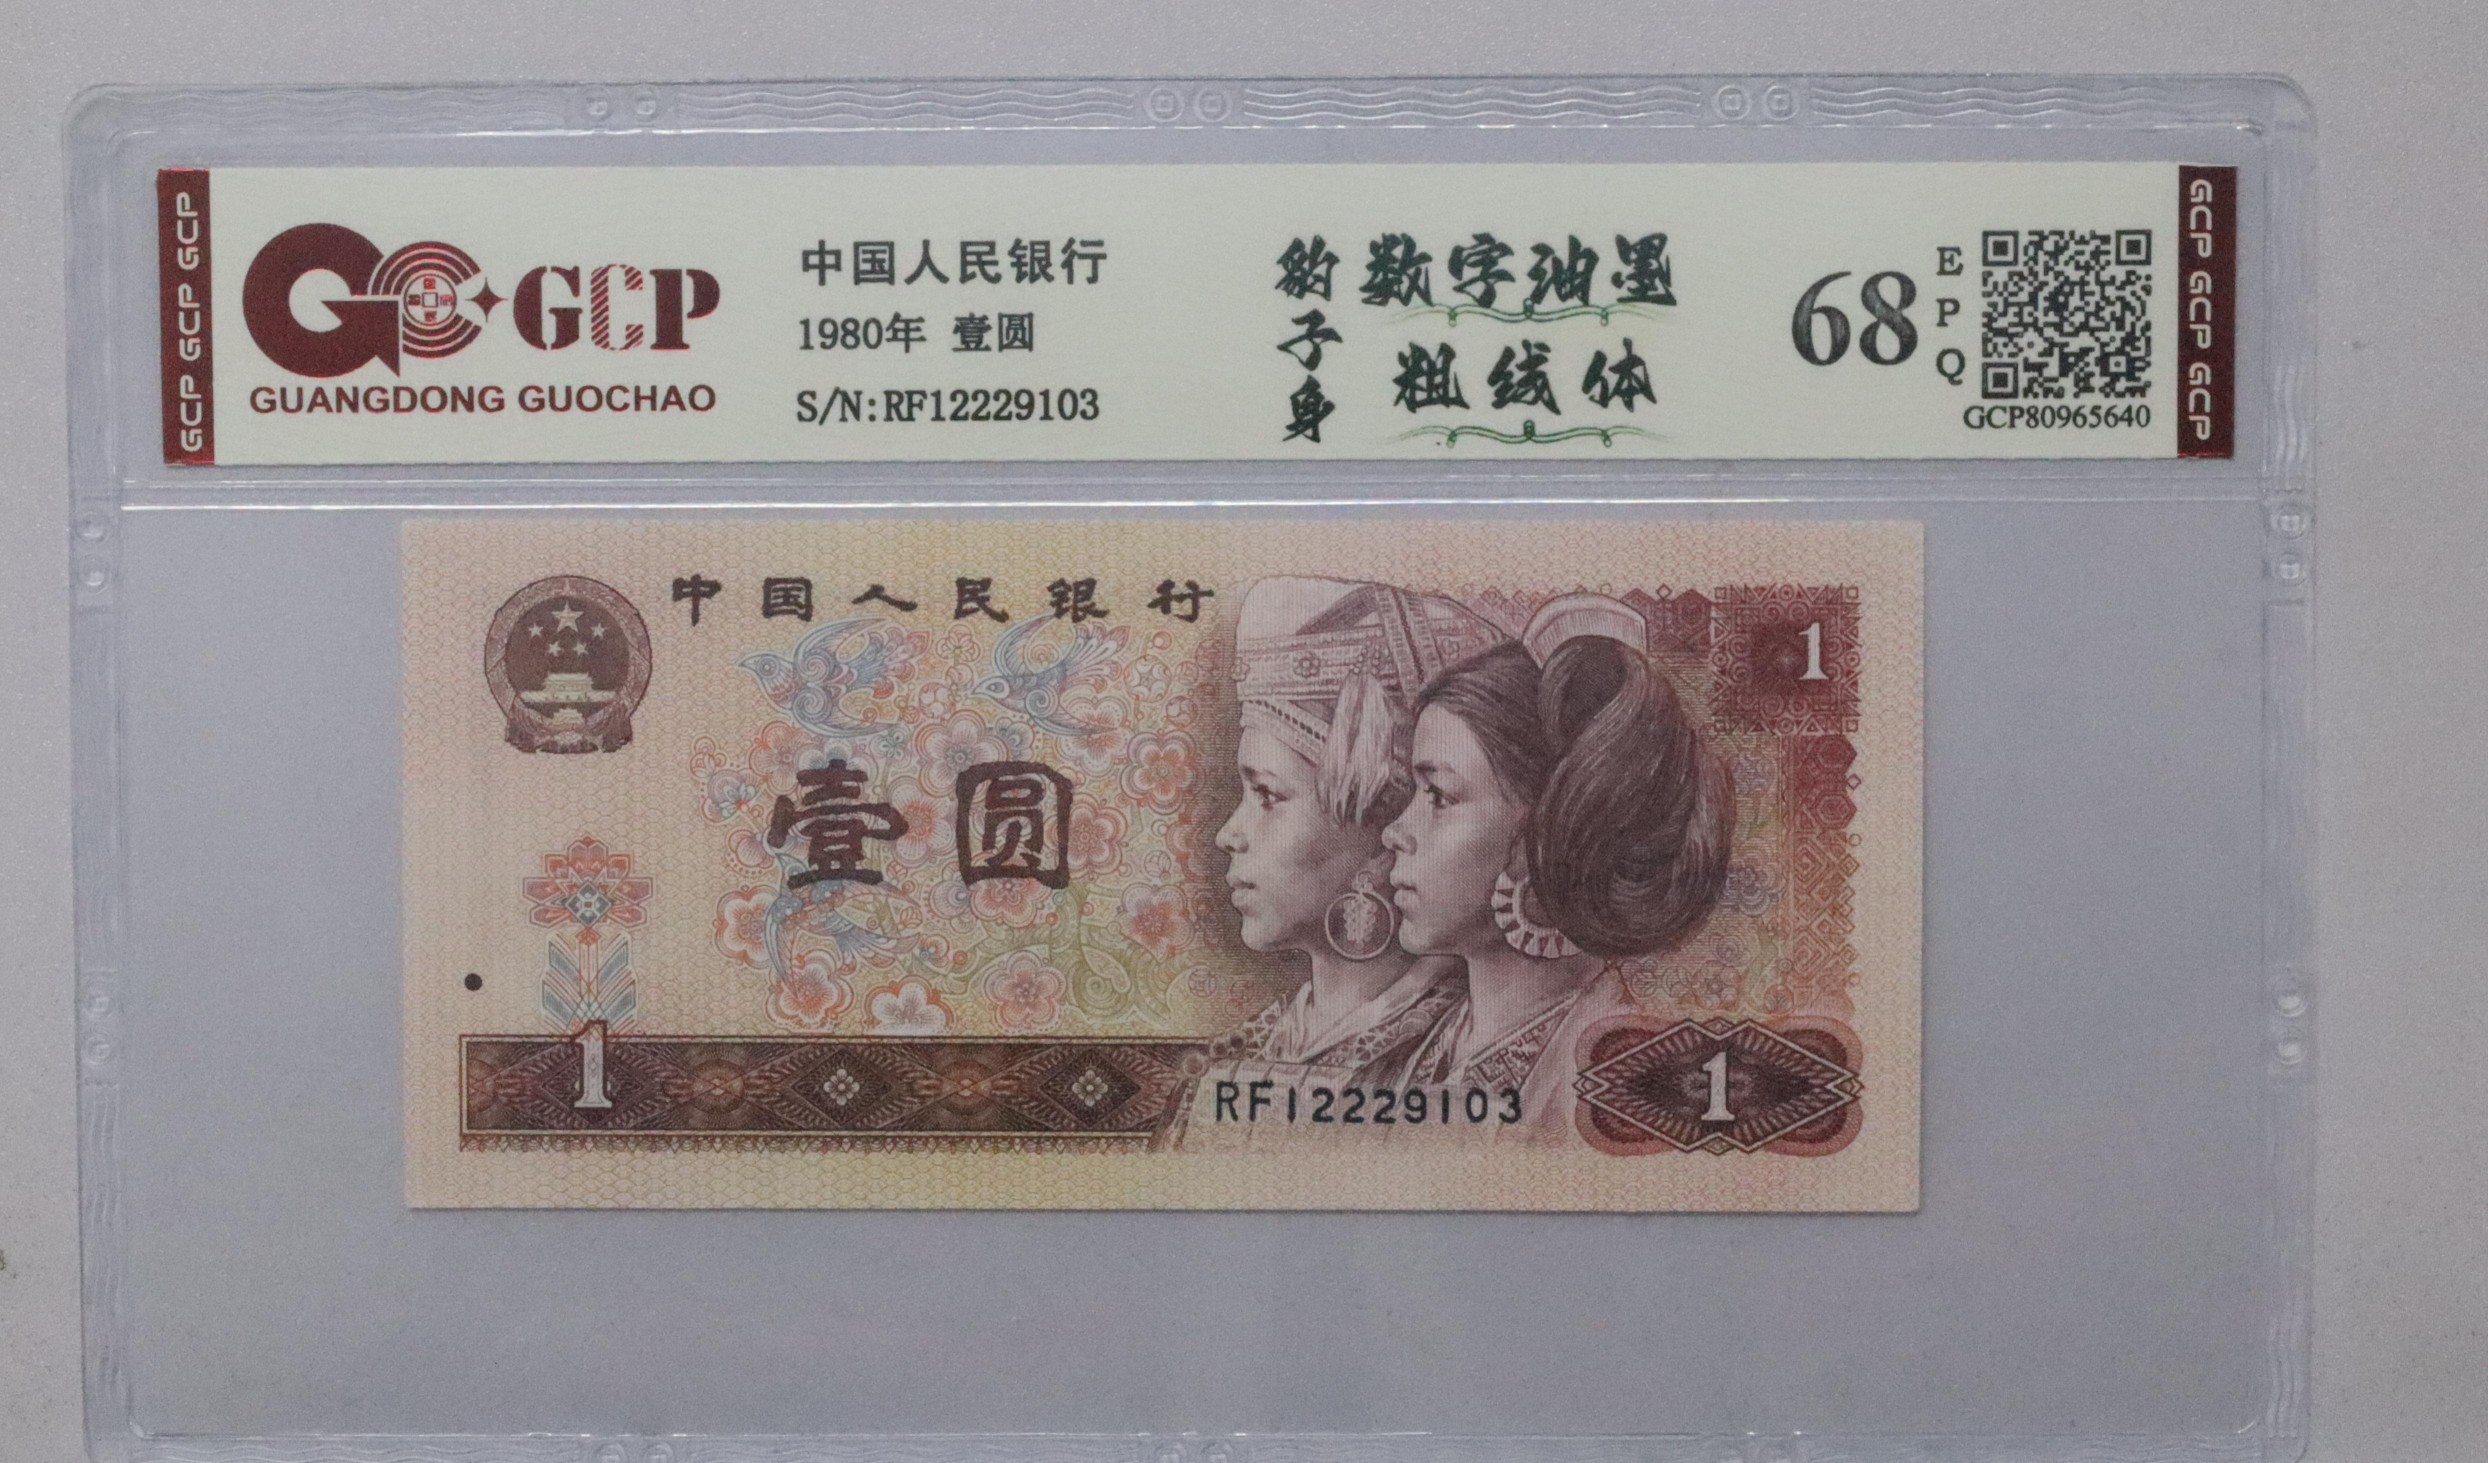 GCP GCP GCP
GCP
GUANGDONG GUOCHAO
中国人民银行
1980年 壹圆
S/N:RF12229103
豹子身
数字油墨
粗线体
68
EPQ
GCP80965640
GCP GCP GCP
中国人民银行
1
壹圆
1
RF12229103
1